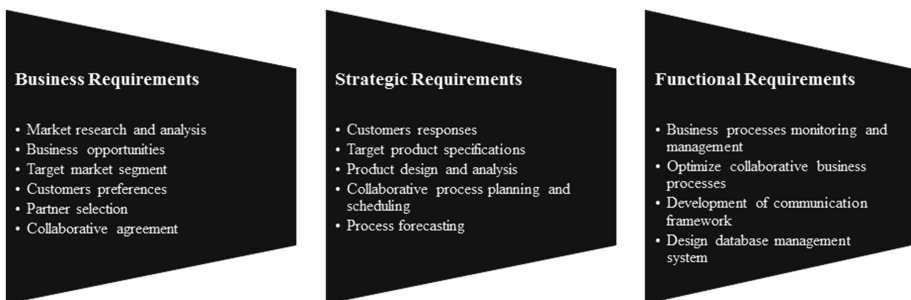 Business Requirements
• Market research and analysis
• Business opportunities
• Target market segment
• Customers preferences
• Partner selection
• Collaborative agreement
Strategic Requirements
• Customers responses
• Target product specifications
• Product design and analysis
• Collaborative process planning and
scheduling
• Process forecasting
Functional Requirements
• Business processes monitoring and
management
• Optimize collaborative business
processes
• Development of communication
framework
• Design database management
system